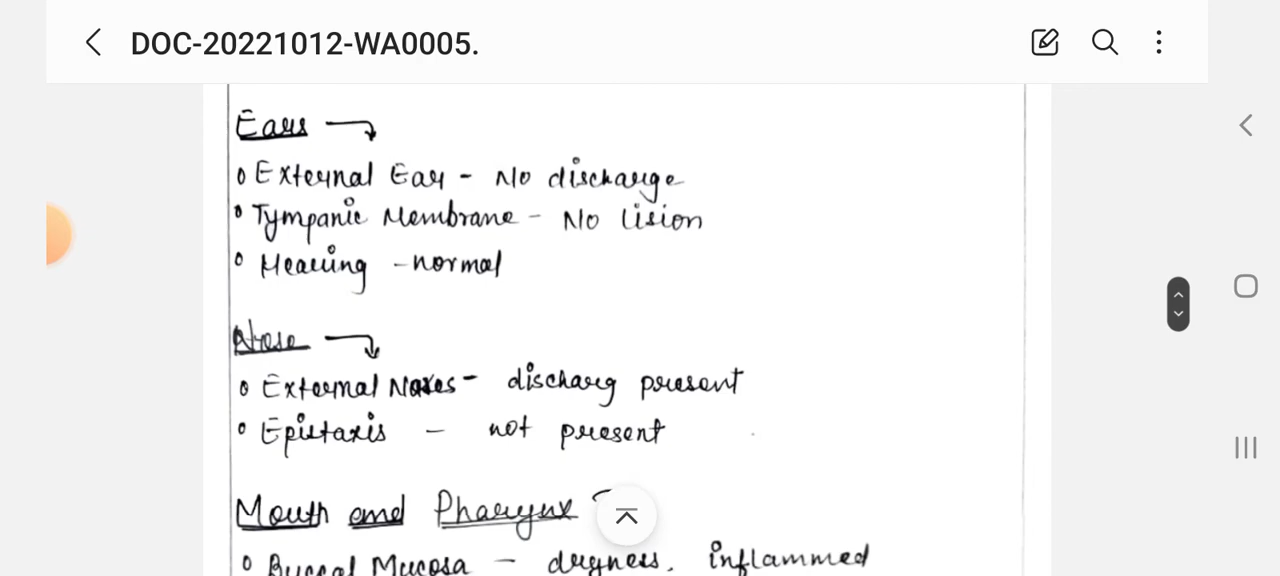 DOC-20221012-WA0005.
Ears
External Ear - No discharge
Tympanic Membrane - No lision
Hearing - normal
Nose
External Nares - discharg present
Epistaxis - not present
Mouth and Pharynx
Buccal Mucosa - dryness, inflammed